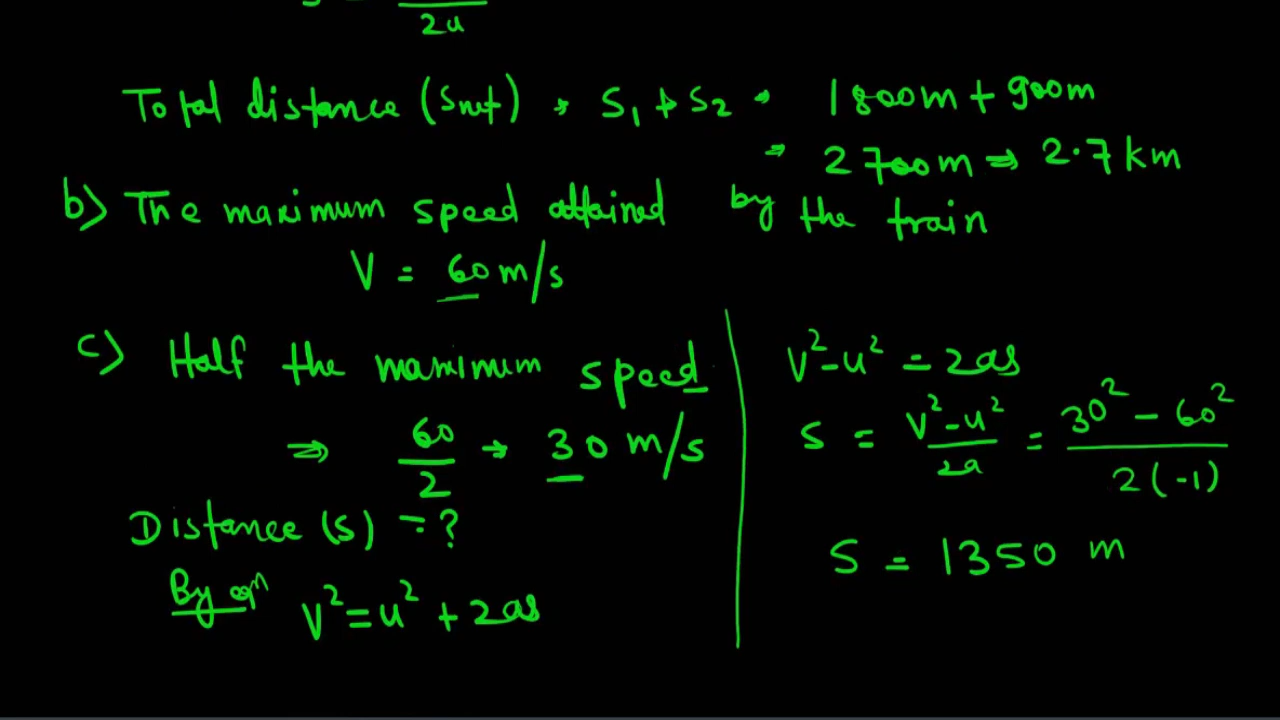 2a
Total distance (Snet) → S₁ + S₂ → 1800m + 900m
→ 2700m ⇒ 2.7 km
b) The maximum speed attained by the train
V = 60 m/s
c) Half the maximum speed
⇒ 60/2 → 30 m/s
Distance (S) = ?
By eqⁿ V² = u² + 2as
V² - u² = 2as
S = V² - u² / 2a = 30² - 60² / 2(-1)
S = 1350 m